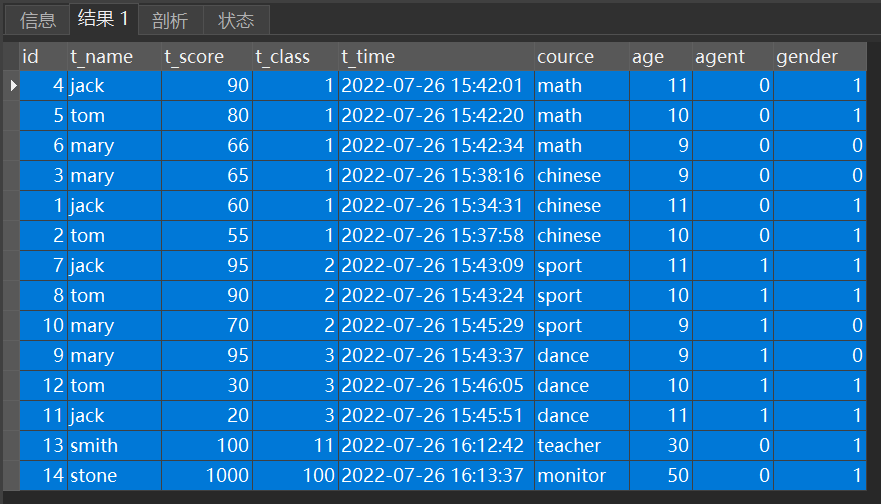 信息 结果 1 剖析 状态
id t_name t_score t_class t_time cource age agent gender
4 jack 90 1 2022-07-26 15:42:01 math 11 0 1
5 tom 80 1 2022-07-26 15:42:20 math 10 0 1
6 mary 66 1 2022-07-26 15:42:34 math 9 0 0
3 mary 65 1 2022-07-26 15:38:16 chinese 9 0 0
1 jack 60 1 2022-07-26 15:34:31 chinese 11 0 1
2 tom 55 1 2022-07-26 15:37:58 chinese 10 0 1
7 jack 95 2 2022-07-26 15:43:09 sport 11 1 1
8 tom 90 2 2022-07-26 15:43:24 sport 10 1 1
10 mary 70 2 2022-07-26 15:45:29 sport 9 1 0
9 mary 95 3 2022-07-26 15:43:37 dance 9 1 0
12 tom 30 3 2022-07-26 15:46:05 dance 10 1 1
11 jack 20 3 2022-07-26 15:45:51 dance 11 1 1
13 smith 100 11 2022-07-26 16:12:42 teacher 30 0 1
14 stone 1000 100 2022-07-26 16:13:37 monitor 50 0 1